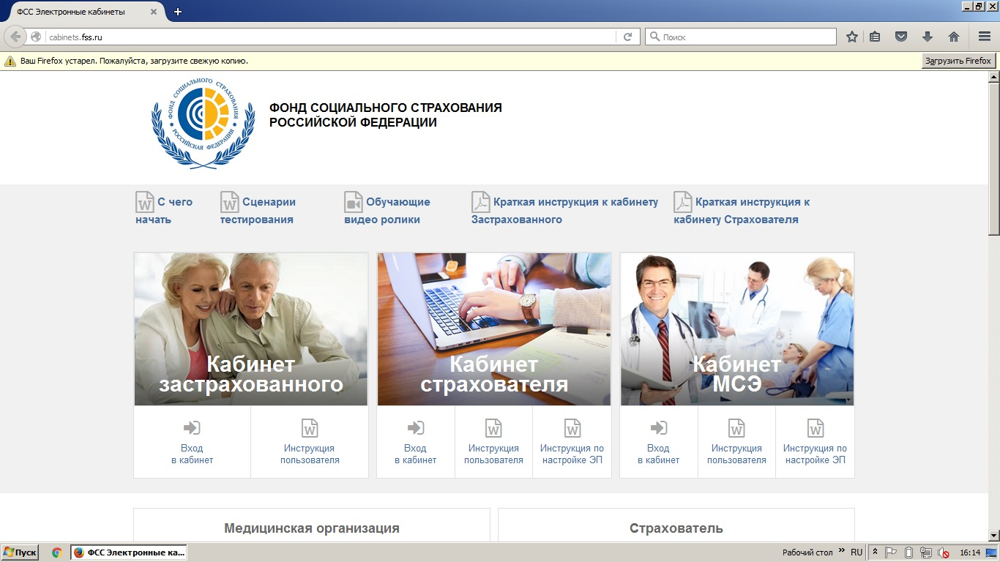 ФСС Электронные кабинеты
cabinets.fss.ru
Поиск
Ваш Firefox устарел. Пожалуйста, загрузите свежую копию.
Загрузить Firefox
ФОНД СОЦИАЛЬНОГО СТРАХОВАНИЯ
РОССИЙСКАЯ ФЕДЕРАЦИЯ
ФОНД СОЦИАЛЬНОГО СТРАХОВАНИЯ
РОССИЙСКОЙ ФЕДЕРАЦИИ
С чего
начать
Сценарии
тестирования
Обучающие
видео ролики
Краткая инструкция к кабинету
Застрахованного
Краткая инструкция к
кабинету Страхователя
Кабинет
застрахованного
Кабинет
страхователя
Кабинет
МСЭ
Вход
в кабинет
Инструкция
пользователя
Вход
в кабинет
Инструкция
пользователя
Инструкция по
настройке ЭП
Вход
в кабинет
Инструкция
пользователя
Инструкция по
настройке ЭП
Медицинская организация
Страхователь
Пуск
ФСС Электронные ка...
Рабочий стол
RU
16:14